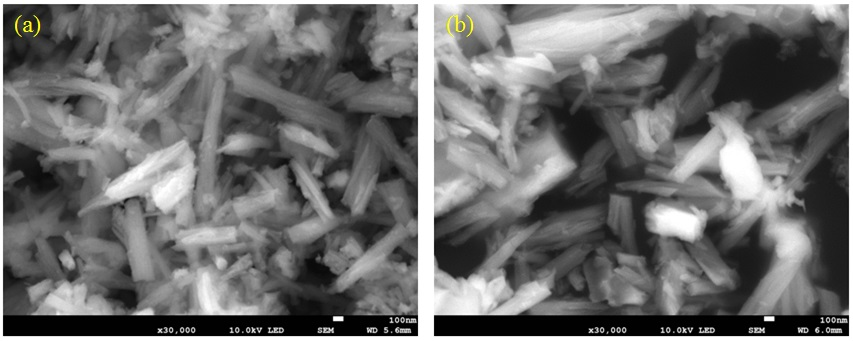 (a)
100nm
x30,000 10.0kV LED SEM WD 5.6mm
(b)
100nm
x30,000 10.0kV LED SEM WD 6.0mm